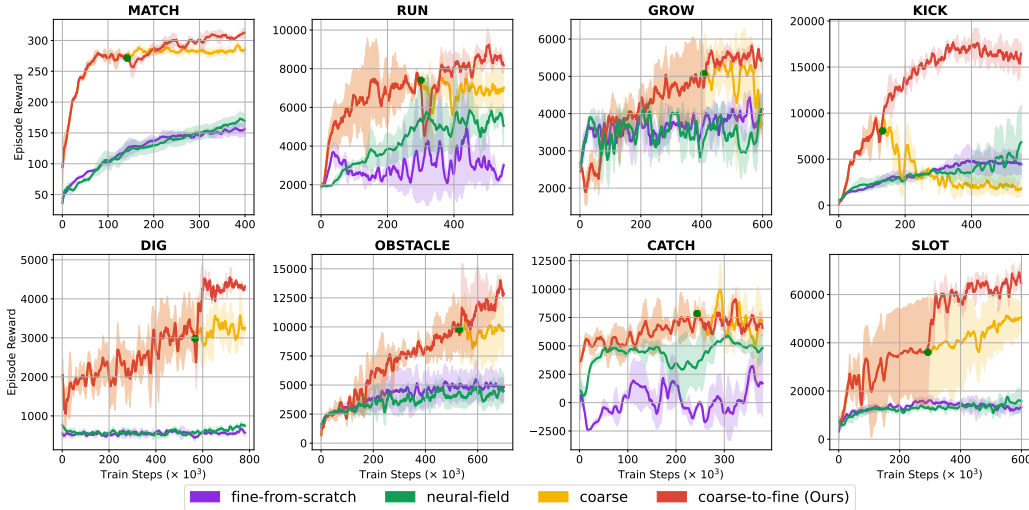 MATCH RUN GROW KICK
Episode Reward
300
250
200
150
100
50
0 100 200 300 400
10000
8000
6000
4000
2000
0 200 400
6000
5000
4000
3000
2000
0 200 400 600
20000
15000
10000
5000
0
0 200 400
DIG OBSTACLE CATCH SLOT
Episode Reward
5000
4000
3000
2000
1000
0 200 400 600 800
Train Steps (× 10³)
15000
12500
10000
7500
5000
2500
0
0 200 400 600
Train Steps (× 10³)
12500
10000
7500
5000
2500
0
−2500
0 100 200 300
Train Steps (× 10³)
60000
40000
20000
0
0 200 400 600
Train Steps (× 10³)
fine-from-scratch neural-field coarse coarse-to-fine (Ours)